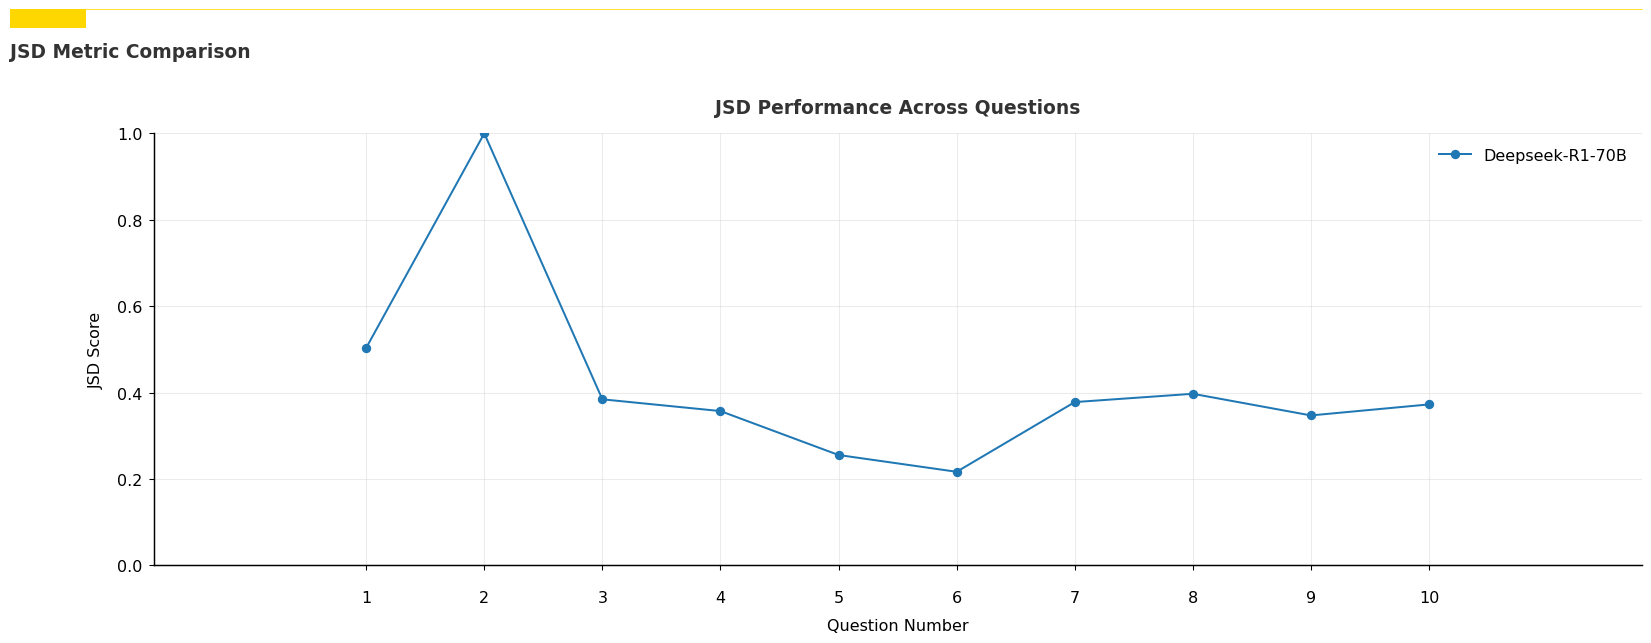 JSD Metric Comparison
JSD Performance Across Questions
Deepseek-R1-70B
JSD Score
1.0
0.8
0.6
0.4
0.2
0.0
1 2 3 4 5 6 7 8 9 10
Question Number